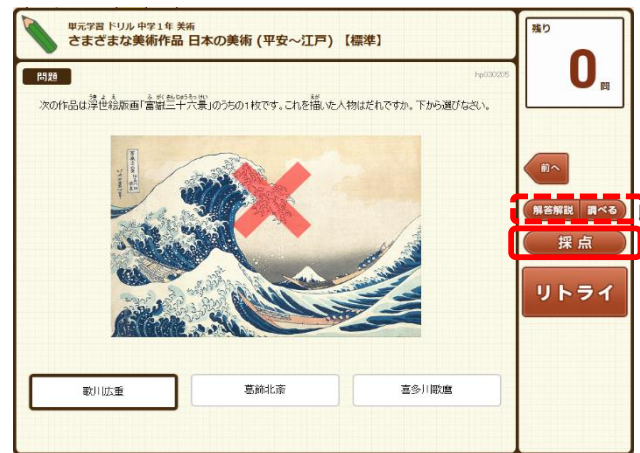 単元学習 ドリル 中学1年 美術
さまざまな美術作品 日本の美術 (平安～江戸) 【標準】
残り
0問
問題
hp030205
次の作品は浮世絵版画「富嶽三十六景」のうちの1枚です。これを描いた人物はだれですか。下から選びなさい。
前へ
解答解説 調べる
採点
リトライ
歌川広重
葛飾北斎
喜多川歌麿